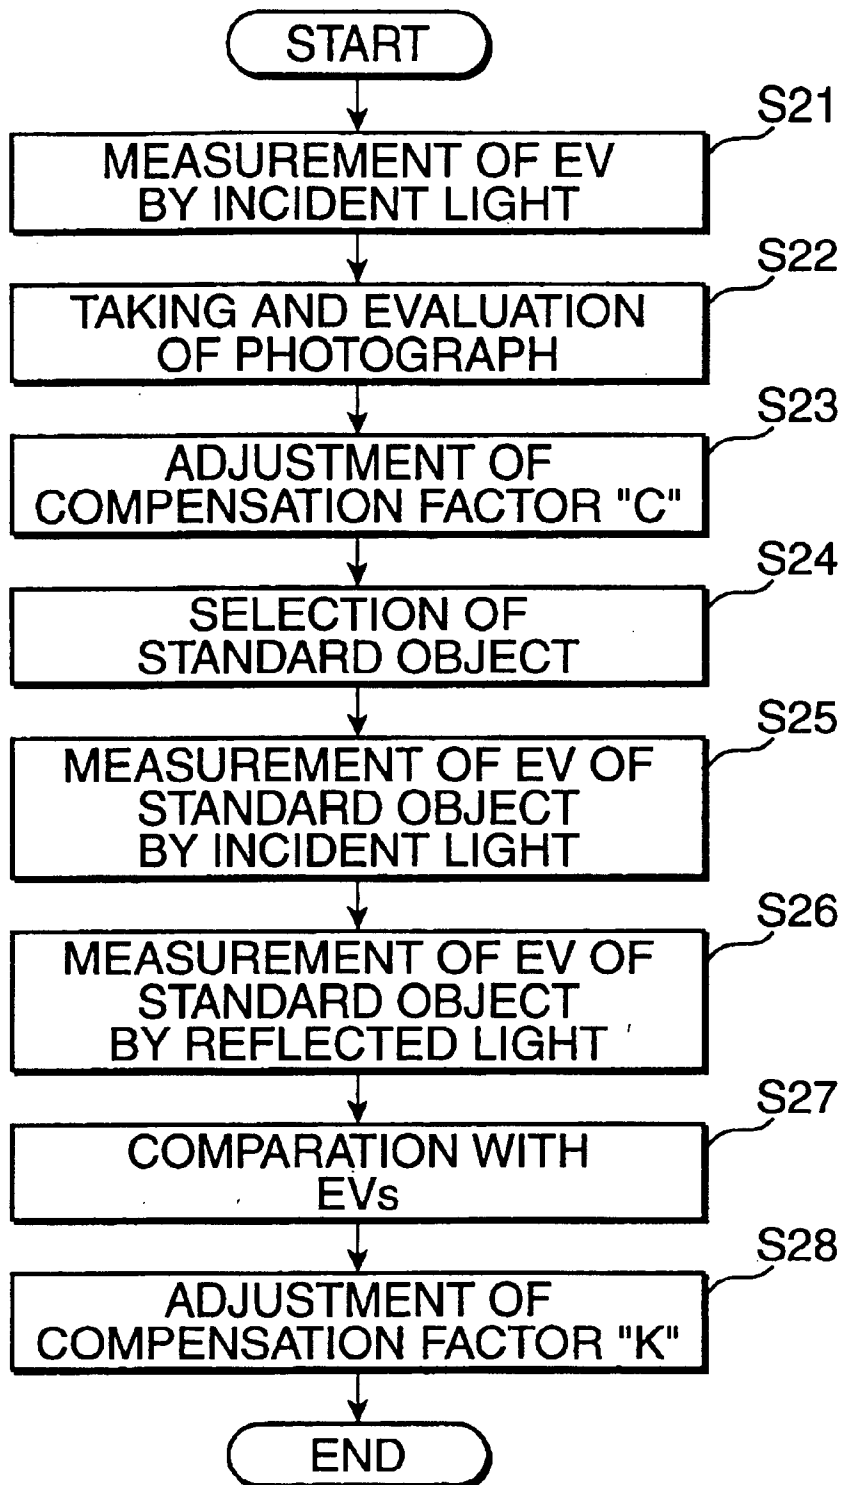 START
S21
MEASUREMENT OF EV
BY INCIDENT LIGHT
S22
TAKING AND EVALUATION
OF PHOTOGRAPH
S23
ADJUSTMENT OF
COMPENSATION FACTOR "C"
S24
SELECTION OF
STANDARD OBJECT
S25
MEASUREMENT OF EV OF
STANDARD OBJECT
BY INCIDENT LIGHT
S26
MEASUREMENT OF EV OF
STANDARD OBJECT
BY REFLECTED LIGHT
S27
COMPARATION WITH
EVs
S28
ADJUSTMENT OF
COMPENSATION FACTOR "K"
END